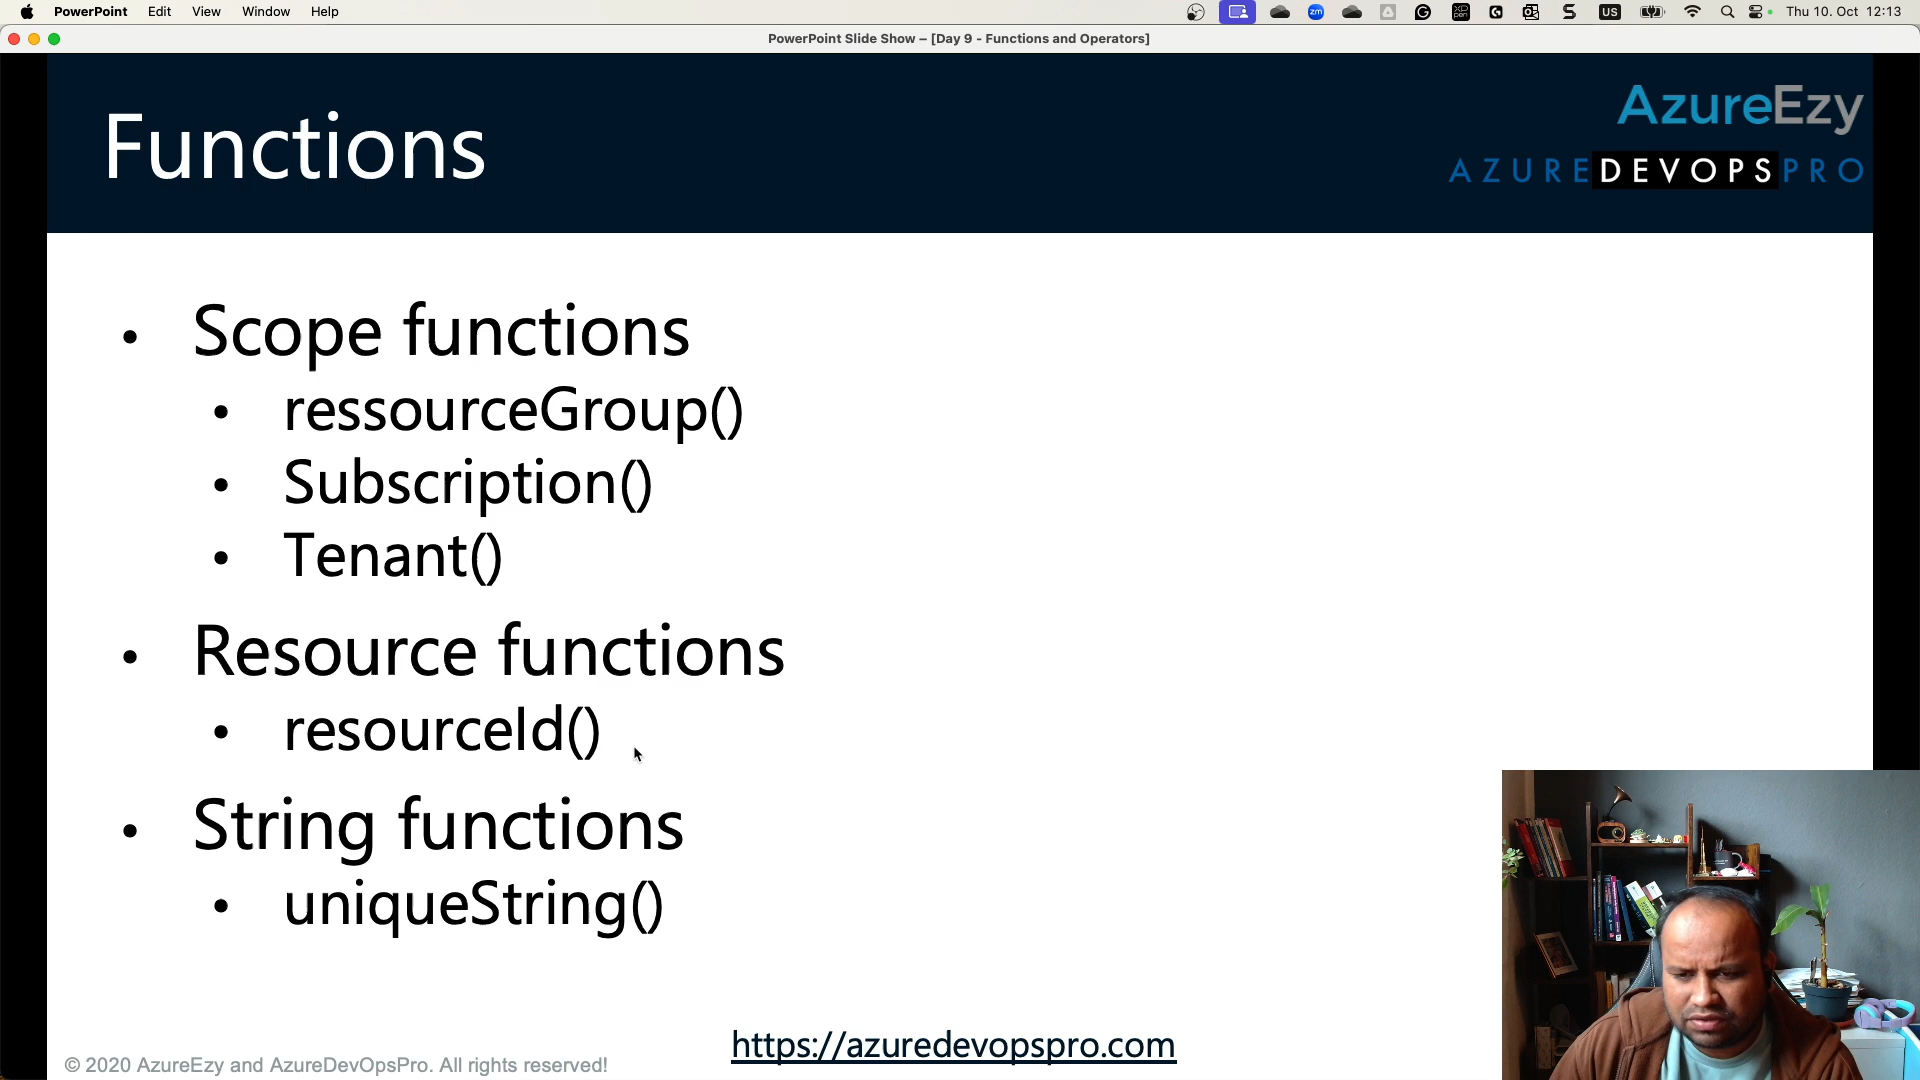 PowerPoint Edit View Window Help
zm
US
Thu 10. Oct 12:13
PowerPoint Slide Show – [Day 9 - Functions and Operators]
Functions
AzureEzy
AZUREDEVOPSPRO
• Scope functions
• ressourceGroup()
• Subscription()
• Tenant()
• Resource functions
• resourceId()
• String functions
• uniqueString()
https://azuredevopspro.com
© 2020 AzureEzy and AzureDevOpsPro. All rights reserved!